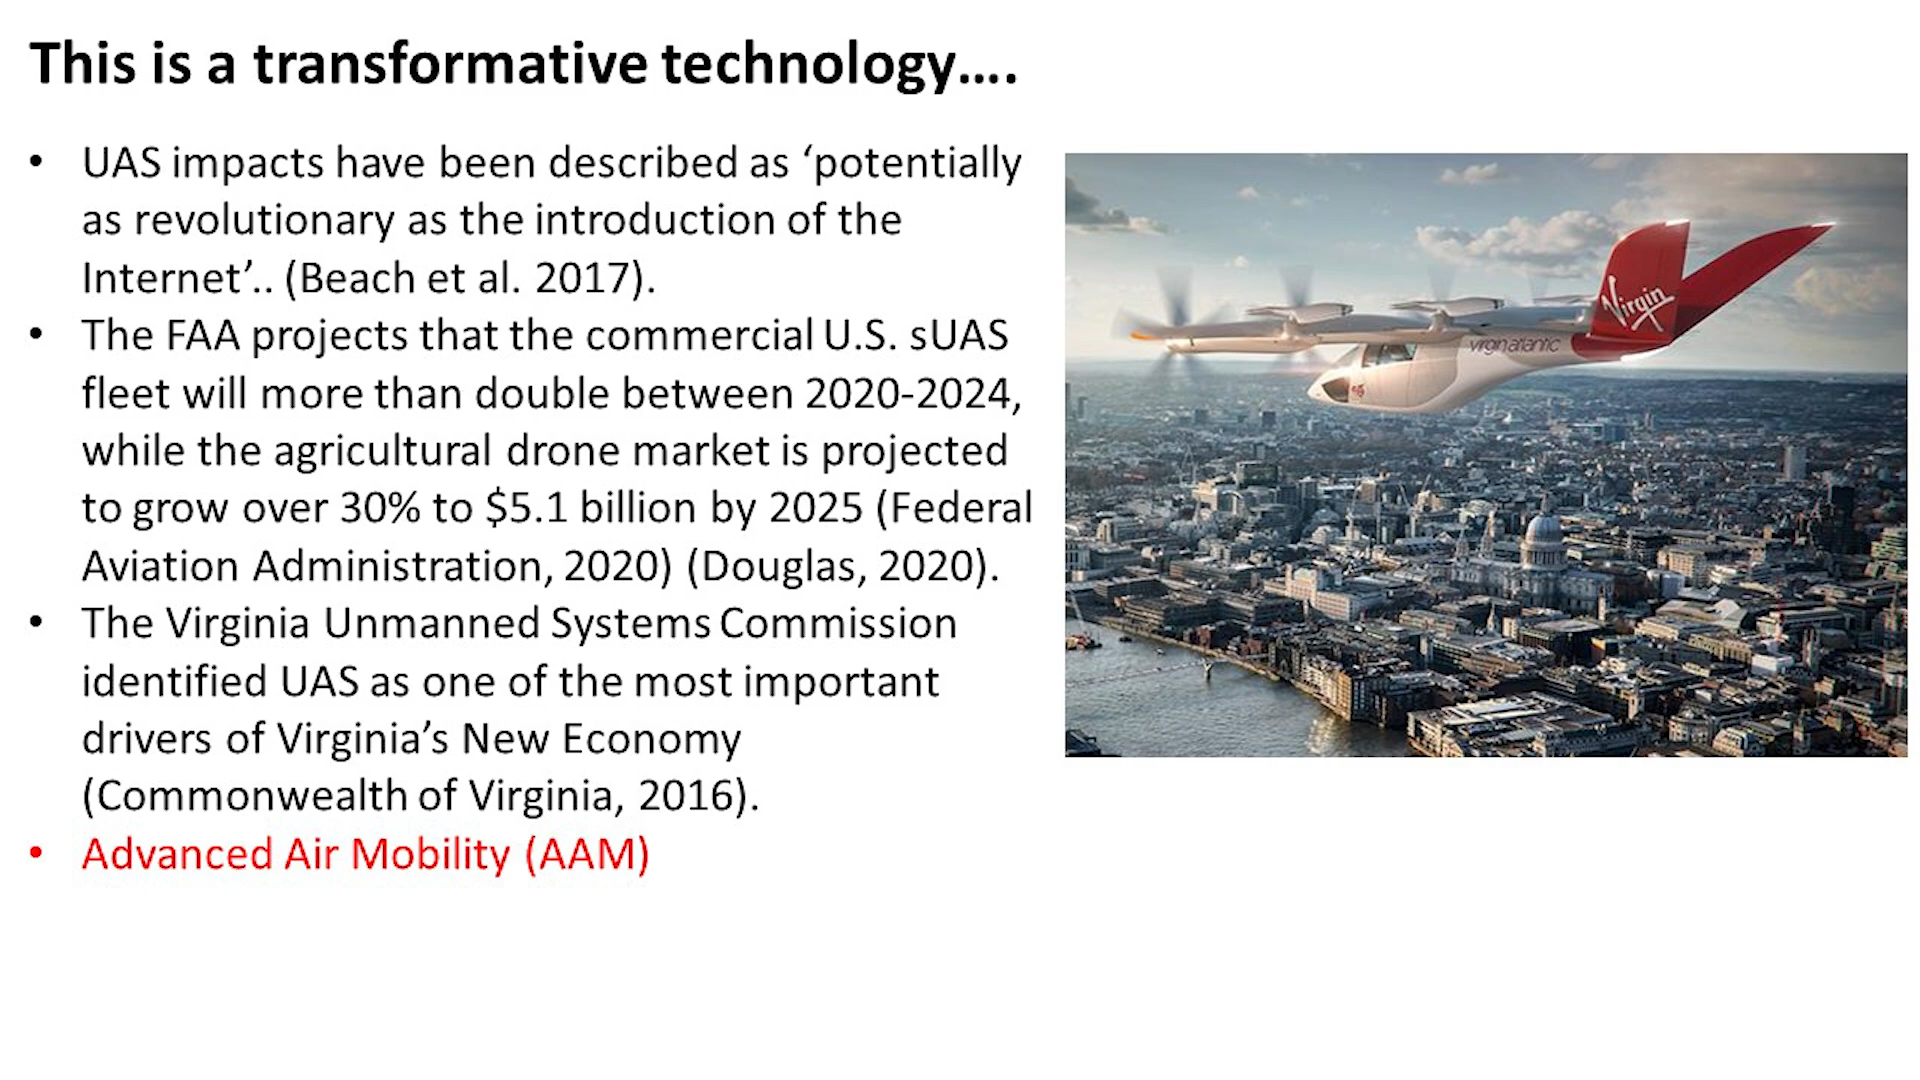 This is a transformative technology….
• UAS impacts have been described as ‘potentially
as revolutionary as the introduction of the
Internet’.. (Beach et al. 2017).
• The FAA projects that the commercial U.S. sUAS
fleet will more than double between 2020-2024,
while the agricultural drone market is projected
to grow over 30% to $5.1 billion by 2025 (Federal
Aviation Administration, 2020) (Douglas, 2020).
• The Virginia Unmanned Systems Commission
identified UAS as one of the most important
drivers of Virginia’s New Economy
(Commonwealth of Virginia, 2016).
• Advanced Air Mobility (AAM)
Virgin
virgin atlantic